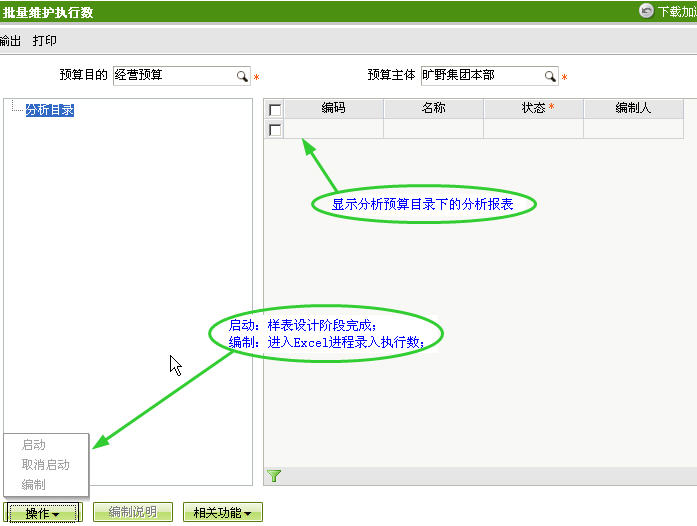 批量维护执行数
下载加
输出 打印
预算目的 经营预算 * 预算主体 旷野集团本部 *
分析目录
编码 名称 状态 * 编制人
显示分析预算目录下的分析报表
启动：样表设计阶段完成；
编制：进入Excel进程录入执行数；
启动
取消启动
编制
操作 编制说明 相关功能